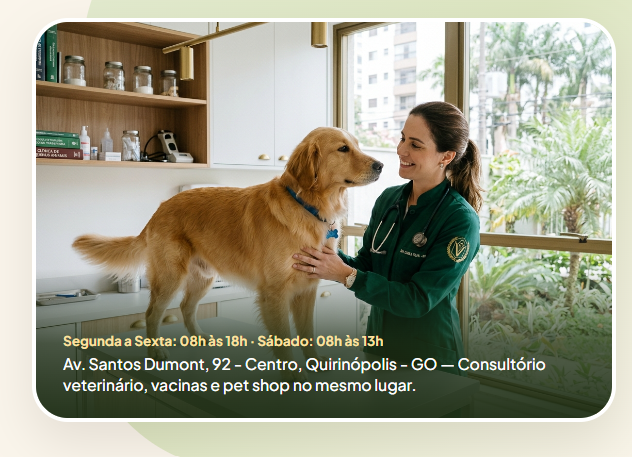 Segunda a Sexta: 08h às 18h · Sábado: 08h às 13h
Av. Santos Dumont, 92 - Centro, Quirinópolis - GO — Consultório
veterinário, vacinas e pet shop no mesmo lugar.